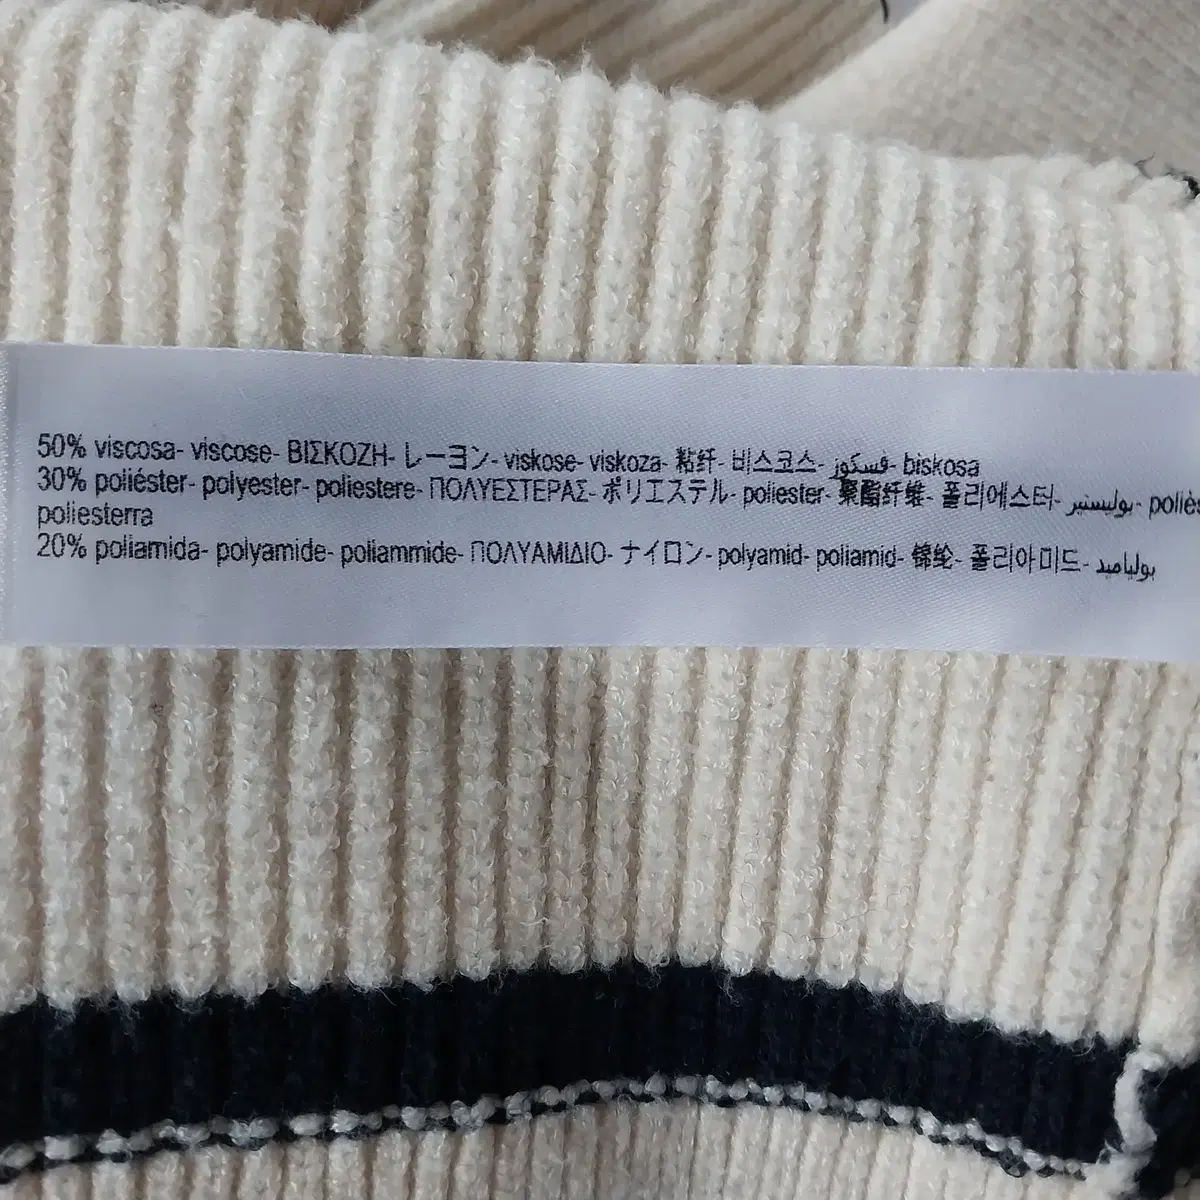 50% viscosa- viscose- ΒΙΣΚΟΖΗ- レーヨン- viskose- viskoza- 粘纤- 비스코스- فسكوز- biskosa
30% poliéster- polyester- poliestere- ΠΟΛΥΕΣΤΕΡΑΣ- ポリエステル- poliester- 聚酯纤维- 폴리에스터- بوليستير-
poliesterra
20% poliamida- polyamide- poliammide- ΠΟΛΥΑΜΙΔΙΟ- ナイロン- polyamid- poliamid- 锦纶- 폴리아미드- بولياميد